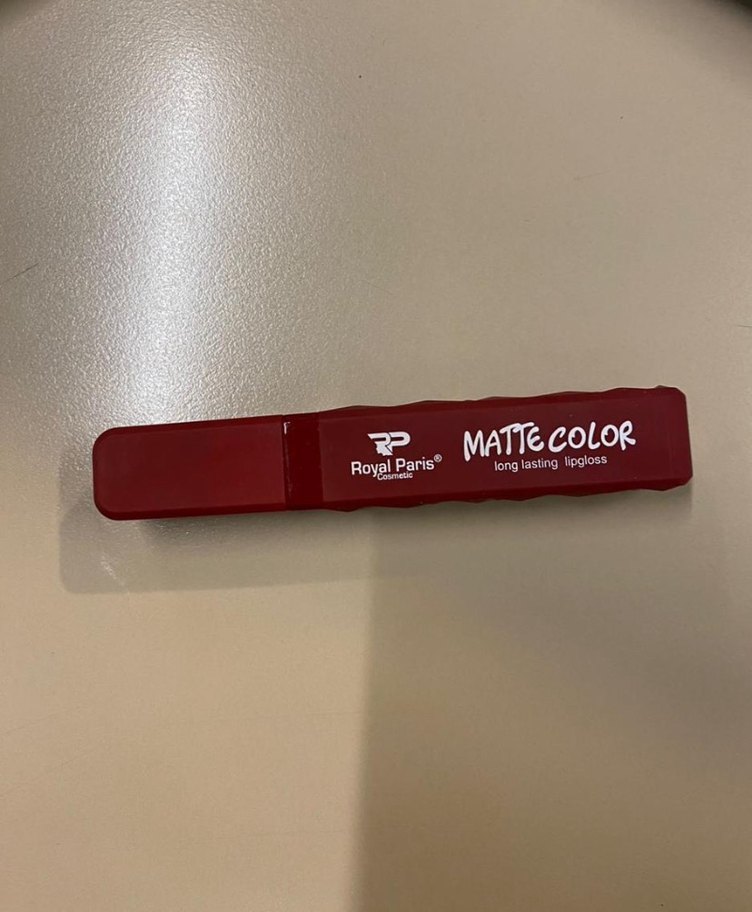 RP
Royal Paris®
Cosmetic
MATTE COLOR
long lasting lipgloss